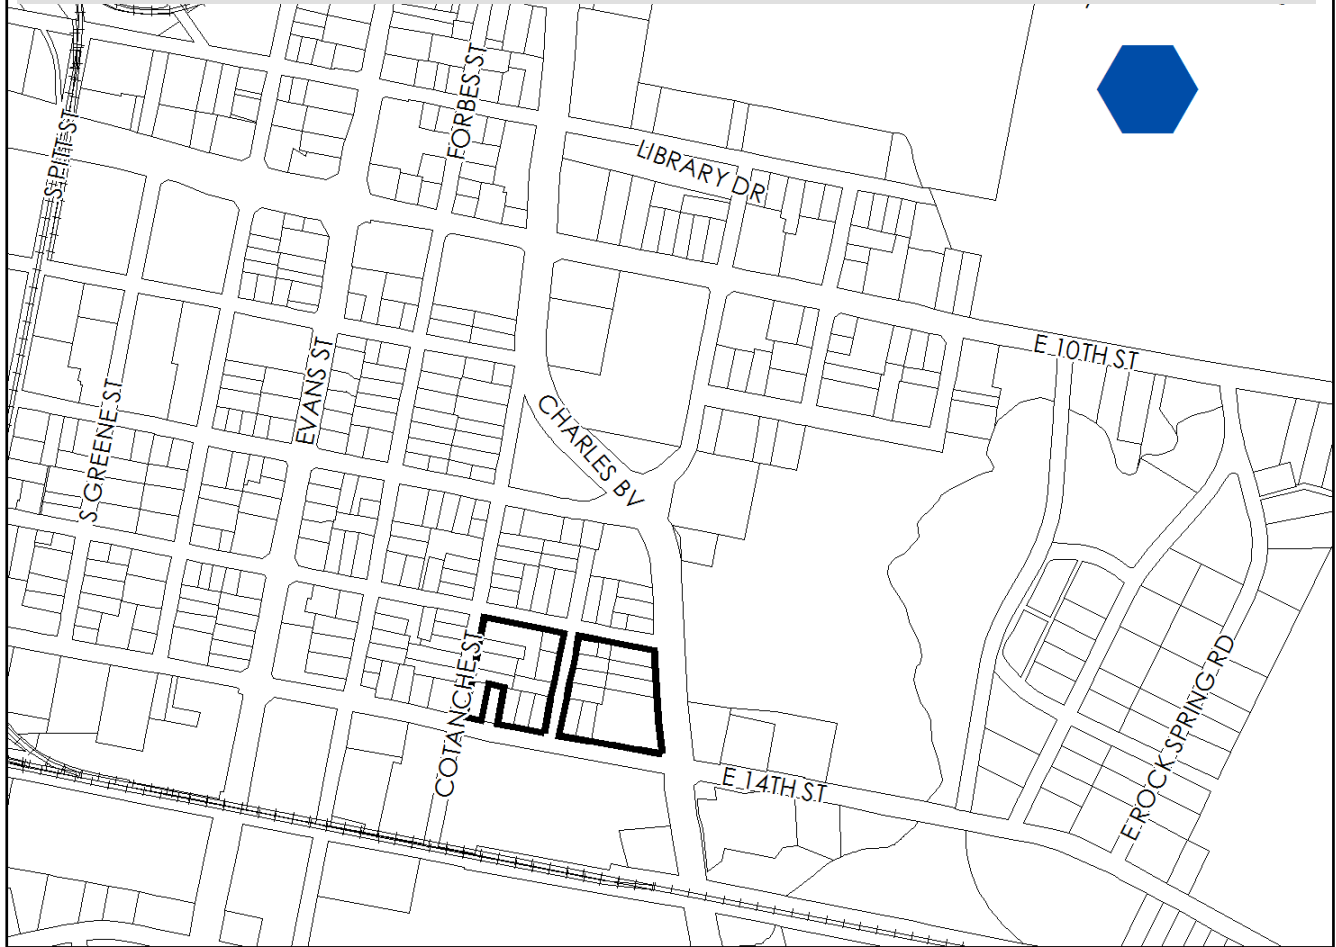 FORBES ST
S PITT ST
LIBRARY DR
E 10TH ST
EVANS ST
S GREENE ST
CHARLES BV
COTANCHE ST
E 14TH ST
E ROCK SPRING RD